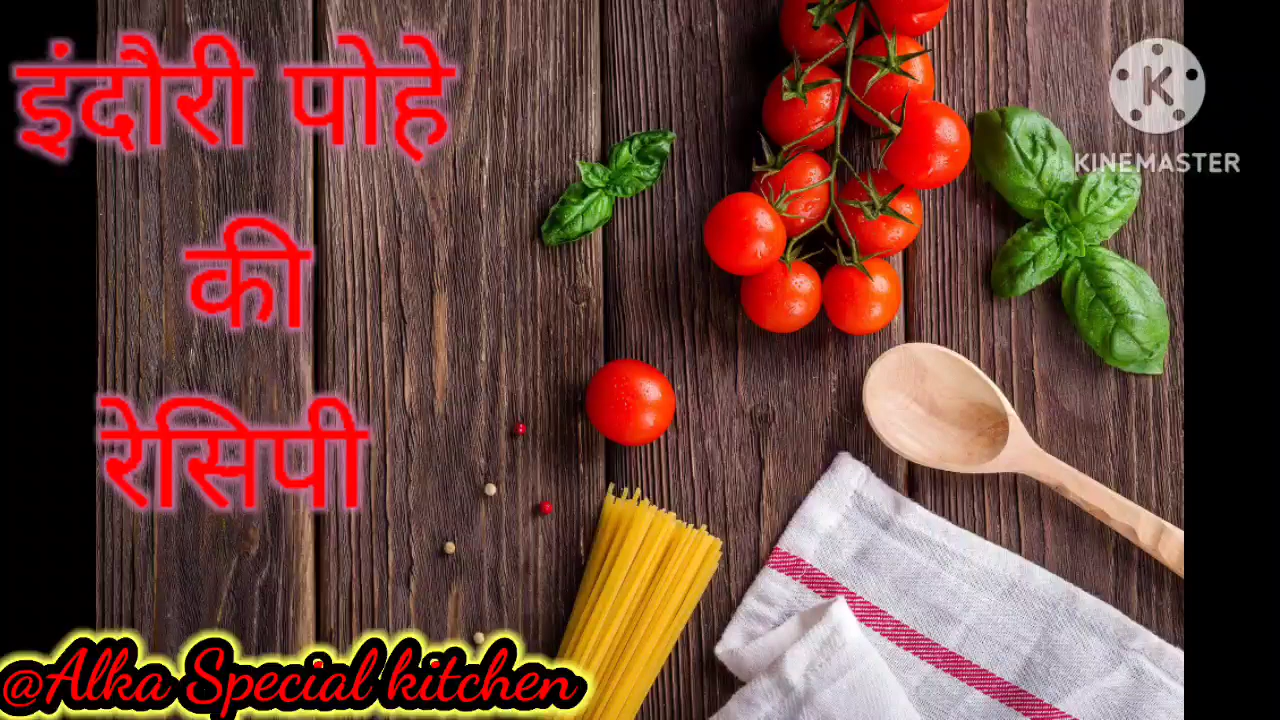 इंदौरी पोहे
की
रेसिपी
K
KINEMASTER
@Alka Special kitchen